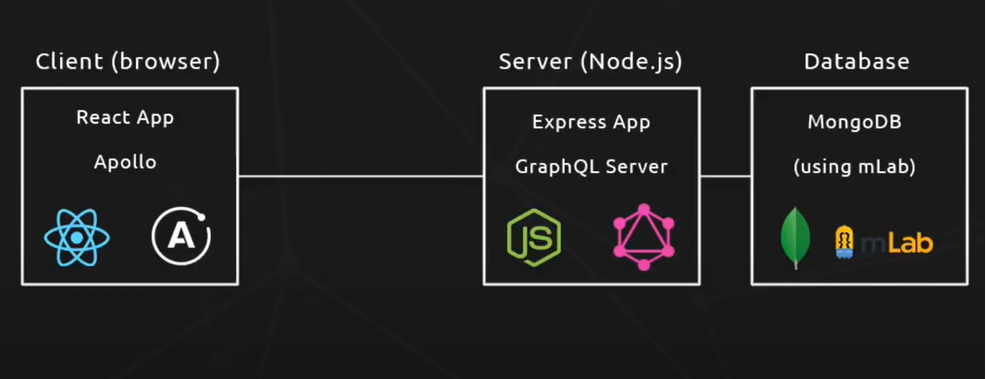 Client (browser)
React App
Apollo
A
Server (Node.js)
Express App
GraphQL Server
JS
Database
MongoDB
(using mLab)
mLab